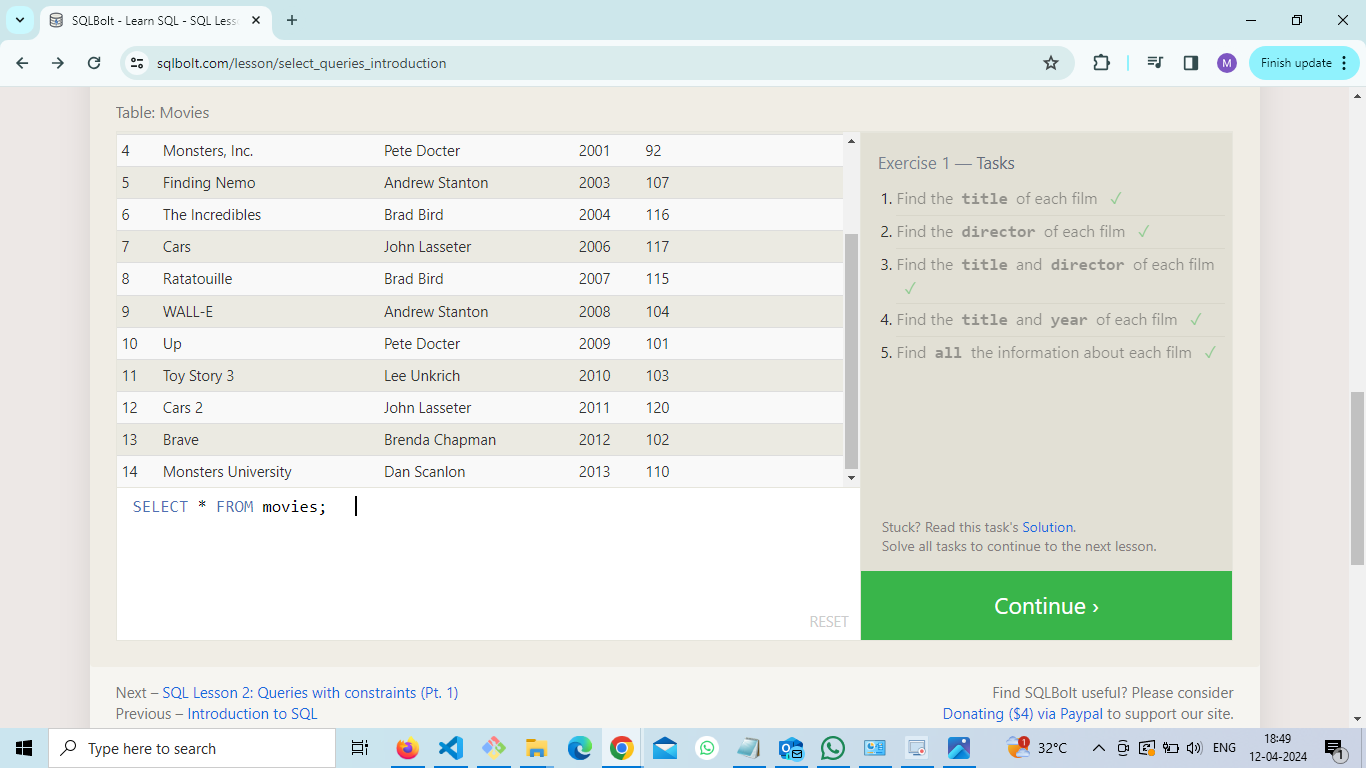 SQLBolt - Learn SQL - SQL Less
sqlbolt.com/lesson/select_queries_introduction
M
Finish update
Table: Movies
4 Monsters, Inc. Pete Docter 2001 92
5 Finding Nemo Andrew Stanton 2003 107
6 The Incredibles Brad Bird 2004 116
7 Cars John Lasseter 2006 117
8 Ratatouille Brad Bird 2007 115
9 WALL-E Andrew Stanton 2008 104
10 Up Pete Docter 2009 101
11 Toy Story 3 Lee Unkrich 2010 103
12 Cars 2 John Lasseter 2011 120
13 Brave Brenda Chapman 2012 102
14 Monsters University Dan Scanlon 2013 110
SELECT * FROM movies;
RESET
Exercise 1 — Tasks
1. Find the title of each film ✓
2. Find the director of each film ✓
3. Find the title and director of each film
✓
4. Find the title and year of each film ✓
5. Find all the information about each film ✓
Stuck? Read this task's Solution.
Solve all tasks to continue to the next lesson.
Continue ›
Next – SQL Lesson 2: Queries with constraints (Pt. 1)
Previous – Introduction to SQL
Find SQLBolt useful? Please consider
Donating ($4) via Paypal to support our site.
Type here to search
1
32°C
ENG
18:49
12-04-2024
1